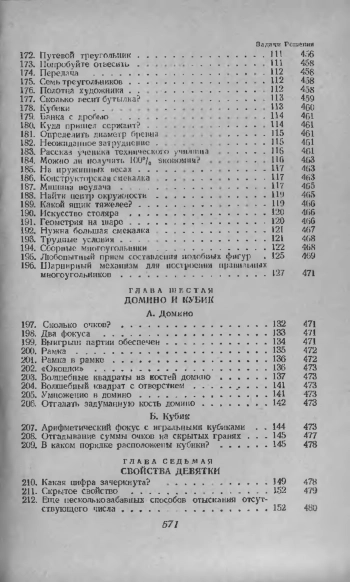 Задачи Решения
172. Путевой треугольник . . . . . . . . . . . . . . 111 456
173. Попробуйте отвесить . . . . . . . . . . . . . . 111 458
174. Передача . . . . . . . . . . . . . . 112 458
175. Семь треугольников . . . . . . . . . . . . . . 112 458
176. Полотна художника . . . . . . . . . . . . . . 112 458
177. Сколько весит бутылка? . . . . . . . . . . . . . . 113 459
178. Кубики . . . . . . . . . . . . . . 113 460
179. Банка с дробью . . . . . . . . . . . . . . 114 461
180. Куда пришел сержант? . . . . . . . . . . . . . . 114 461
181. Определить диаметр бревна . . . . . . . . . . . . 115 461
182. Неожиданное затруднение . . . . . . . . . . . . 115 461
183. Рассказ ученика технического училища . . . . . . 116 461
184. Можно ли получить 100% экономии? . . . . . . . 116 463
185. На пружинных весах . . . . . . . . . . . . . . 117 463
186. Конструкторская смекалка . . . . . . . . . . . . 117 463
187. Мишина неудача . . . . . . . . . . . . . . 117 465
188. Найти центр окружности . . . . . . . . . . . . 119 465
189. Какой ящик тяжелее? . . . . . . . . . . . . . . 119 466
190. Искусство столяра . . . . . . . . . . . . . . 120 466
191. Геометрия на шаре . . . . . . . . . . . . . . 120 466
192. Нужна большая смекалка . . . . . . . . . . . . 121 467
193. Трудные условия . . . . . . . . . . . . . . 121 468
194. Сборные многоугольники . . . . . . . . . . . . 122 468
195. Любопытный прием составления подобных фигур . 125 469
196. Шарнирный механизм для построения правильных
многоугольников . . . . . . . . . . . . . . 127 471
ГЛАВА ШЕСТАЯ
ДОМИНО И КУБИК
А. Домино
197. Сколько очков? . . . . . . . . . . . . . . 132 471
198. Два фокуса . . . . . . . . . . . . . . 133 471
199. Выигрыш партии обеспечен . . . . . . . . . . . . 134 471
200. Рамка . . . . . . . . . . . . . . 135 472
201. Рамка в рамке . . . . . . . . . . . . . . 136 472
202. «Окошки» . . . . . . . . . . . . . . 136 473
203. Волшебные квадраты из костей домино . . . . . . 137 473
204. Волшебный квадрат с отверстием . . . . . . . . . 141 473
205. Умножение в домино . . . . . . . . . . . . . . 141 473
206. Отгадать задуманную кость домино . . . . . . . . 142 473
Б. Кубик
207. Арифметический фокус с игральными кубиками . . 144 473
208. Отгадывание суммы очков на скрытых гранях . . . 145 477
209. В каком порядке расположены кубики? . . . . . . 145 478
ГЛАВА СЕДЬМАЯ
СВОЙСТВА ДЕВЯТКИ
210. Какая цифра зачеркнута? . . . . . . . . . . . . 149 478
211. Скрытое свойство . . . . . . . . . . . . . . 152 479
212. Еще несколько забавных способов отыскания отсут-
ствующего числа . . . . . . . . . . . . . . 152 480
571